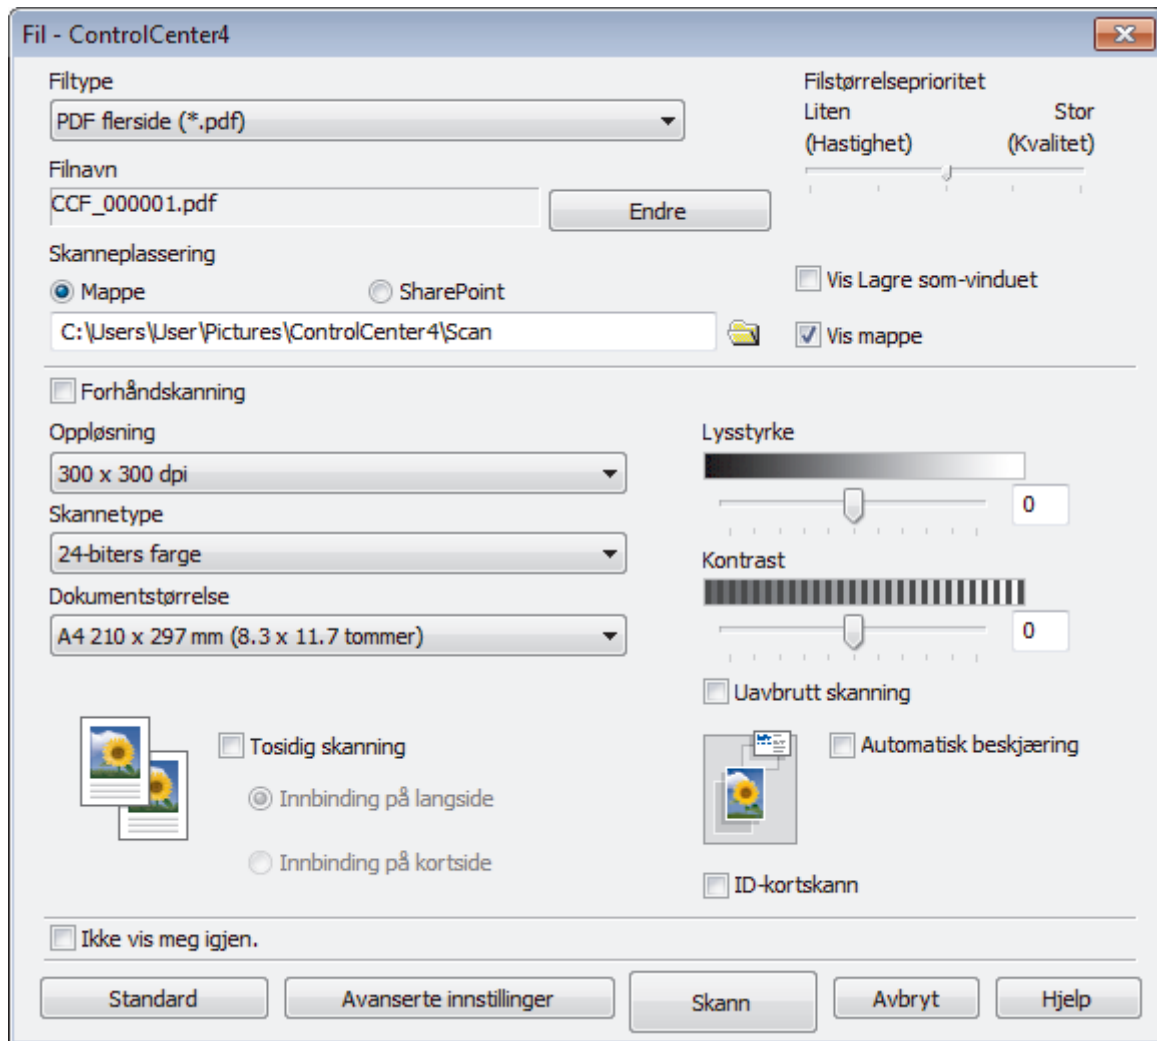 Fil - ControlCenter4
Filtype
PDF flerside (*.pdf)
Filstørrelseprioritet
Liten Stor
(Hastighet) (Kvalitet)
Filnavn
CCF_000001.pdf
Endre
Skanneplassering
Mappe SharePoint
Vis Lagre som-vinduet
C:\Users\User\Pictures\ControlCenter4\Scan
Vis mappe
Forhåndskanning
Oppløsning
300 x 300 dpi
Skannetype
24-biters farge
Dokumentstørrelse
A4 210 x 297 mm (8.3 x 11.7 tommer)
Lysstyrke
0
Kontrast
0
Uavbrutt skanning
Tosidig skanning
Innbinding på langside
Innbinding på kortside
Automatisk beskjæring
ID-kortskann
Ikke vis meg igjen.
Standard Avanserte innstillinger Skann Avbryt Hjelp